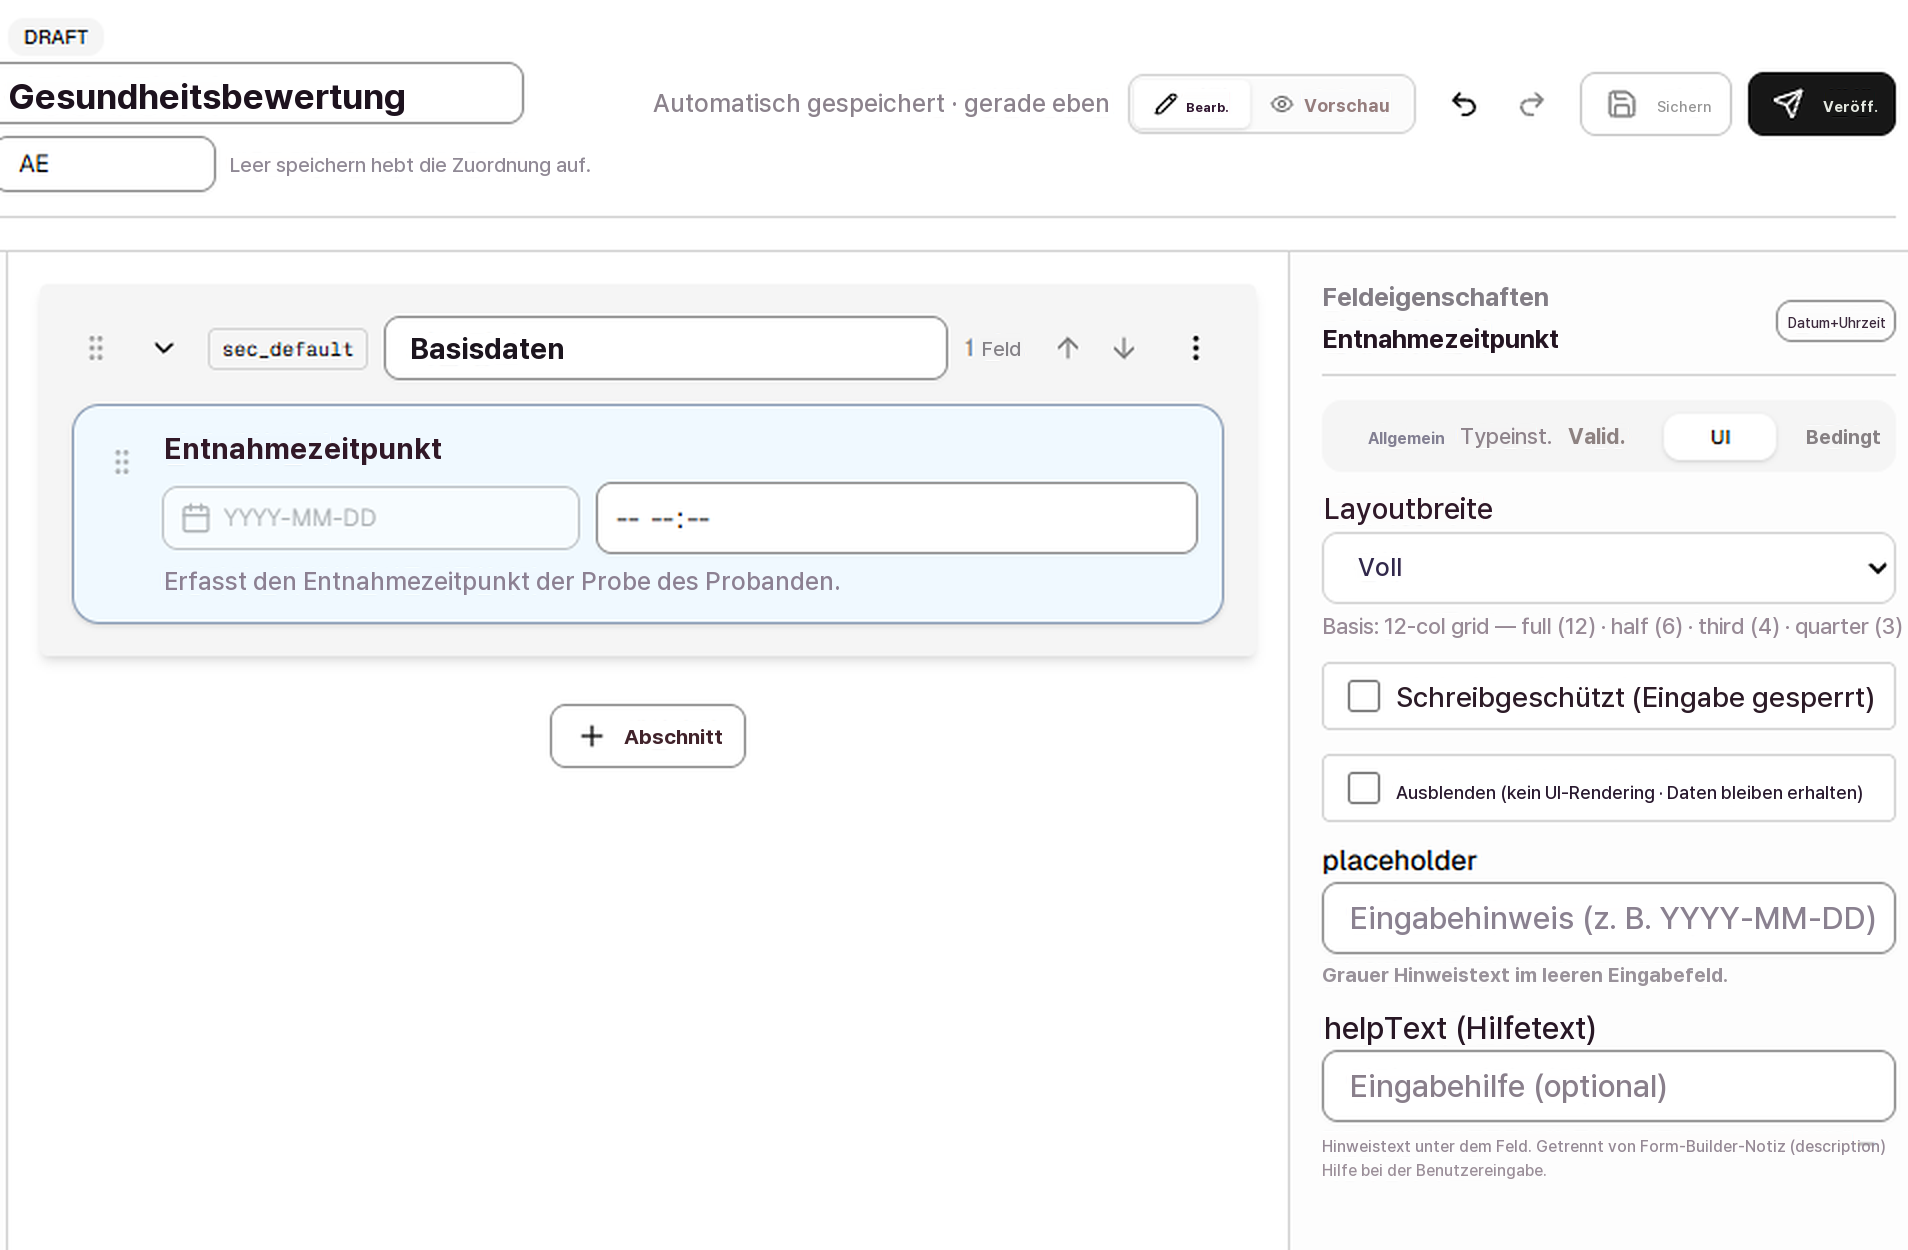 DRAFT
Gesundheitsbewertung
Automatisch gespeichert · gerade eben
Bearb.
Vorschau
Sichern
Veröff.
AE
Leer speichern hebt die Zuordnung auf.
sec_default
Basisdaten
1 Feld
Entnahmezeitpunkt
YYYY-MM-DD
-- --:--
Erfasst den Entnahmezeitpunkt der Probe des Probanden.
Abschnitt
Feldeigenschaften
Entnahmezeitpunkt
Datum+Uhrzeit
Allgemein
Typeinst.
Valid.
UI
Bedingt
Layoutbreite
Voll
Basis: 12-col grid — full (12) · half (6) · third (4) · quarter (3)
Schreibgeschützt (Eingabe gesperrt)
Ausblenden (kein UI-Rendering · Daten bleiben erhalten)
placeholder
Eingabehinweis (z. B. YYYY-MM-DD)
Grauer Hinweistext im leeren Eingabefeld.
helpText (Hilfetext)
Eingabehilfe (optional)
Hinweistext unter dem Feld. Getrennt von Form-Builder-Notiz (description)
Hilfe bei der Benutzereingabe.